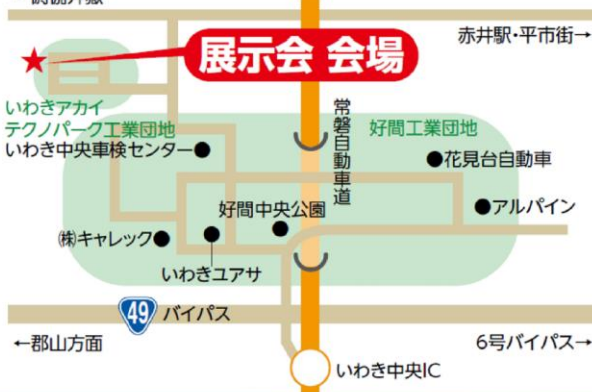 赤井駅・平市街→
展示会 会場
いわきアカイ
テクノパーク工業団地
いわき中央車検センター
常磐自動車道
好間工業団地
花見台自動車
アルパイン
好間中央公園
㈱キャレック
いわきユアサ
49 バイパス
←郡山方面
6号バイパス→
いわき中央IC